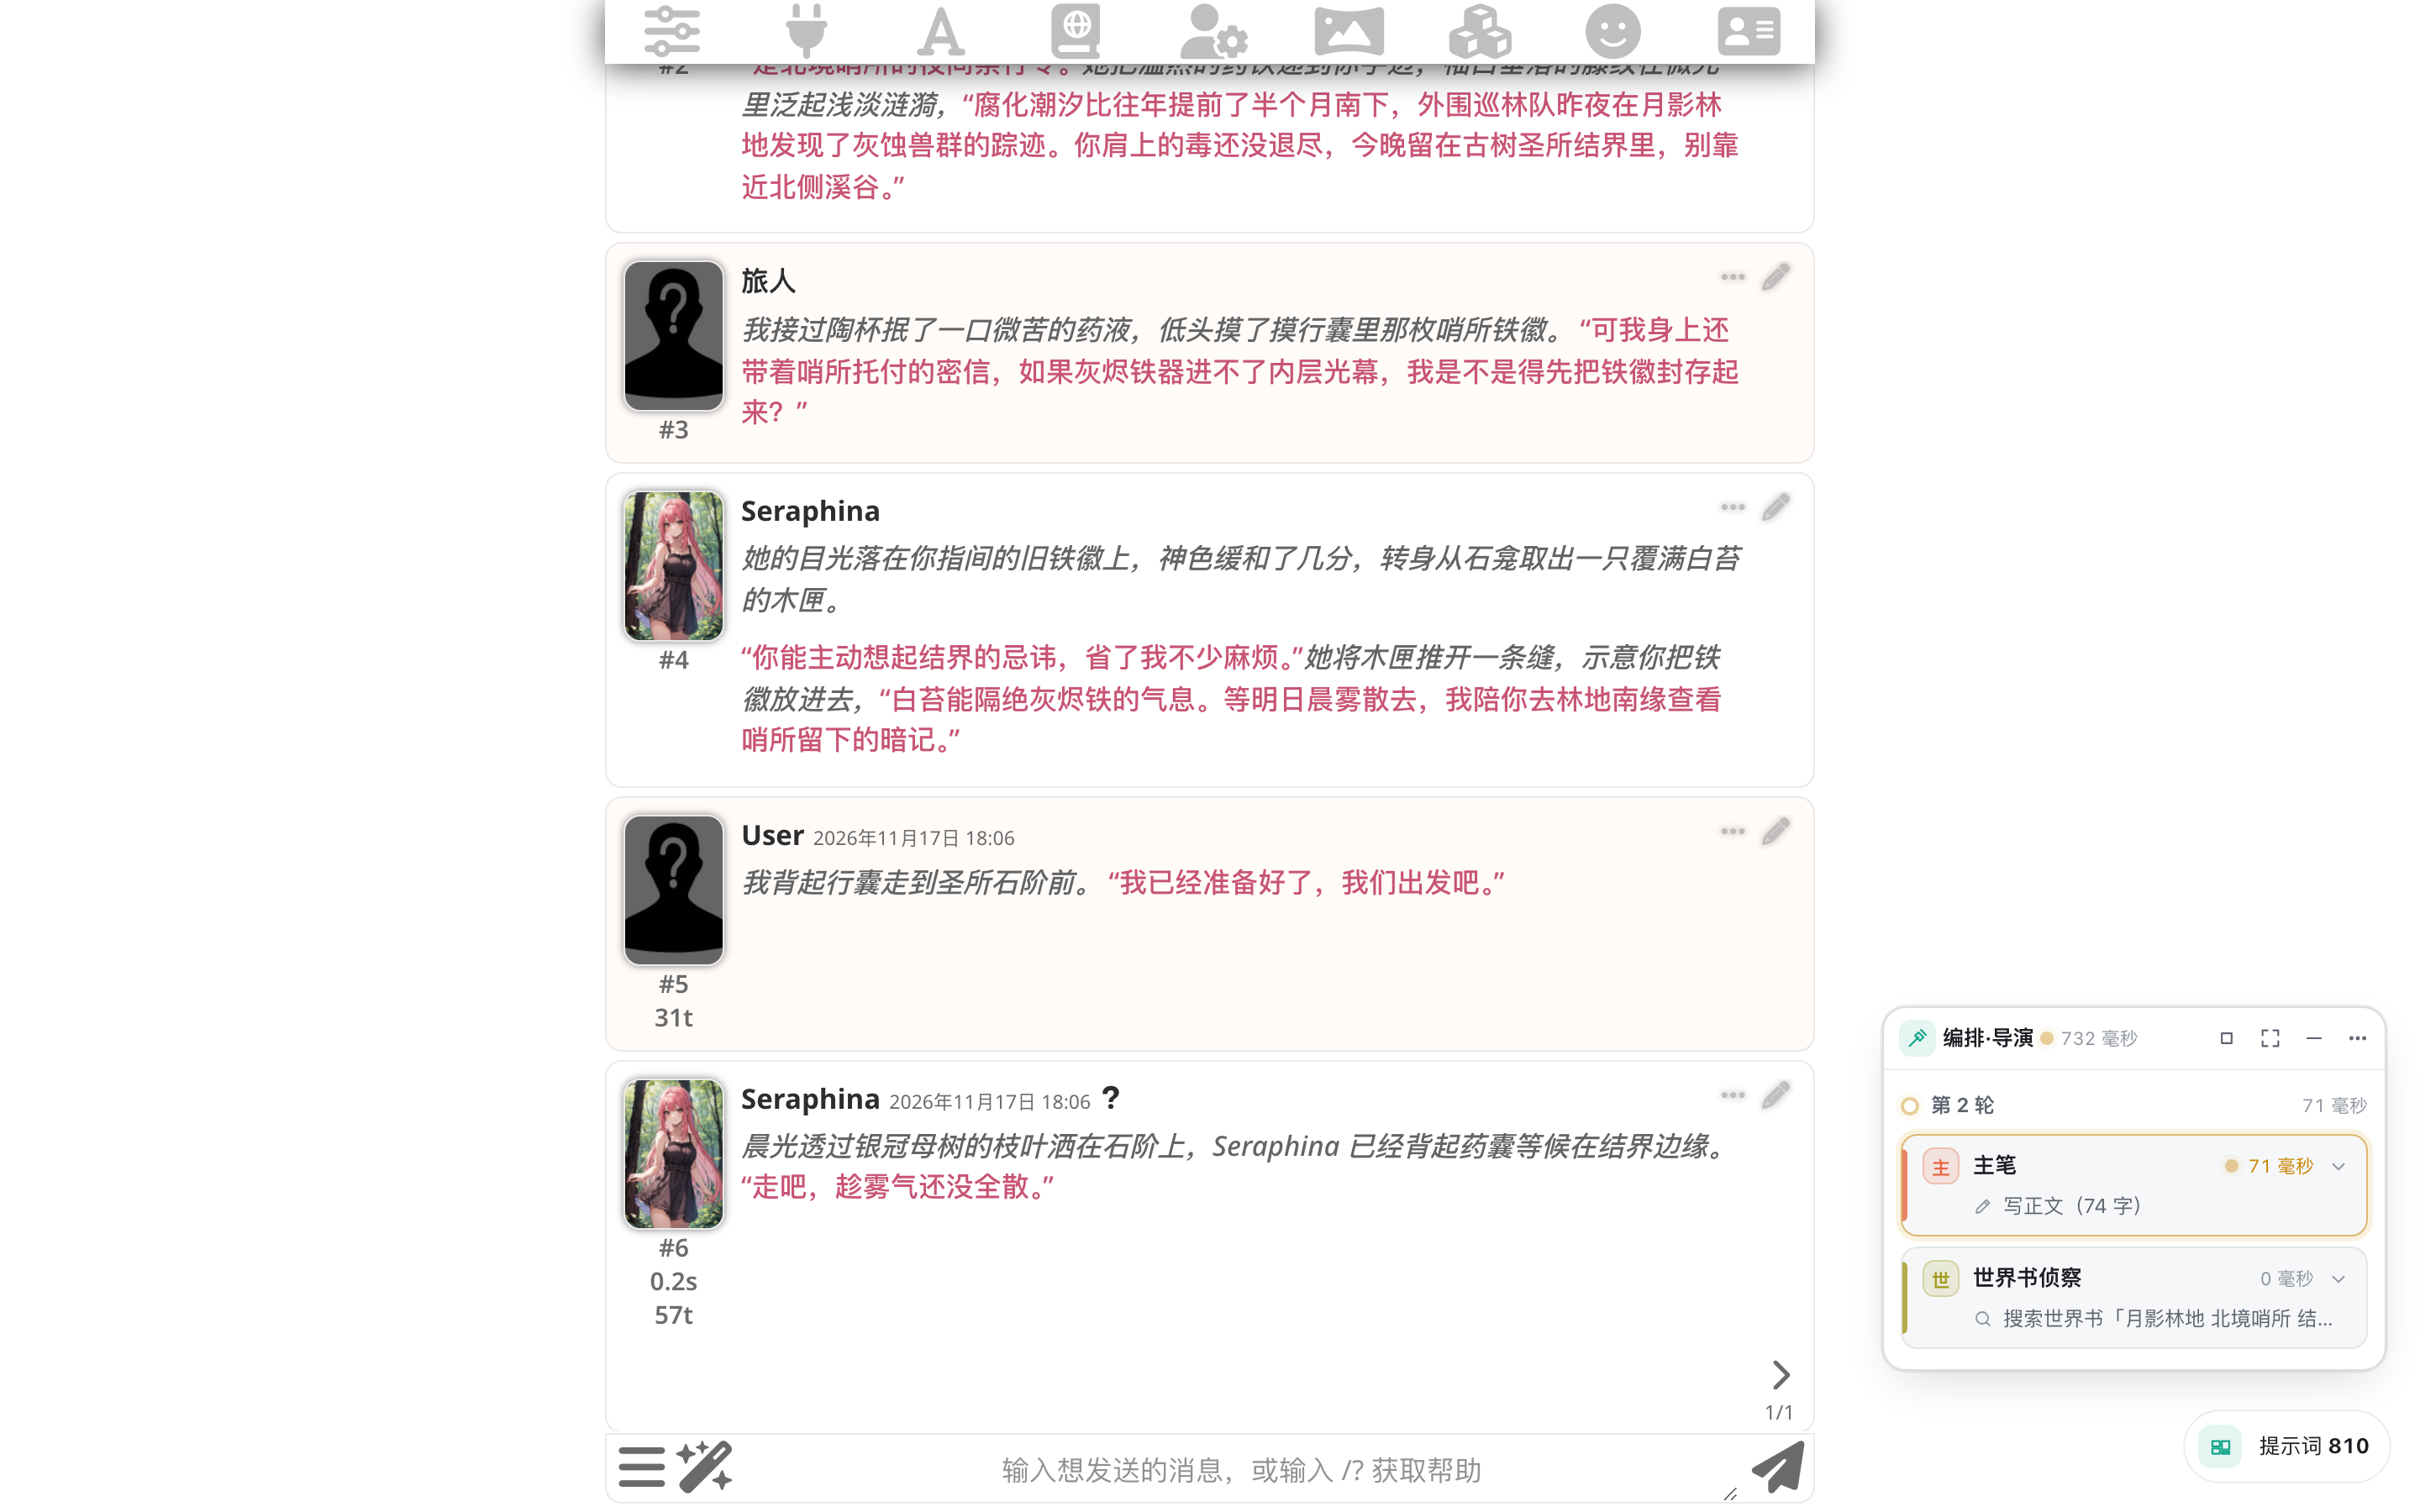 #2
里泛起浅淡涟漪，“腐化潮汐比往年提前了半个月南下，外围巡林队昨夜在月影林
地发现了灰蚀兽群的踪迹。你肩上的毒还没退尽，今晚留在古树圣所结界里，别靠
近北侧溪谷。”
旅人
我接过陶杯抿了一口微苦的药液，低头摸了摸行囊里那枚哨所铁徽。“可我身上还
带着哨所托付的密信，如果灰烬铁器进不了内层光幕，我是不是得先把铁徽封存起
来？”
#3
Seraphina
她的目光落在你指间的旧铁徽上，神色缓和了几分，转身从石龛取出一只覆满白苔
的木匣。
“你能主动想起结界的忌讳，省了我不少麻烦。”她将木匣推开一条缝，示意你把铁
徽放进去，“白苔能隔绝灰烬铁的气息。等明日晨雾散去，我陪你去林地南缘查看
哨所留下的暗记。”
#4
User 2026年11月17日 18:06
我背起行囊走到圣所石阶前。“我已经准备好了，我们出发吧。”
#5
31t
Seraphina 2026年11月17日 18:06 ?
晨光透过银冠母树的枝叶洒在石阶上，Seraphina 已经背起药囊等候在结界边缘。
“走吧，趁雾气还没全散。”
#6
0.2s
57t
1/1
输入想发送的消息，或输入 /? 获取帮助
编排·导演 732 毫秒
第 2 轮 71 毫秒
主 主笔 71 毫秒
写正文（74 字）
世 世界书侦察 0 毫秒
搜索世界书「月影林地 北境哨所 结...
提示词 810